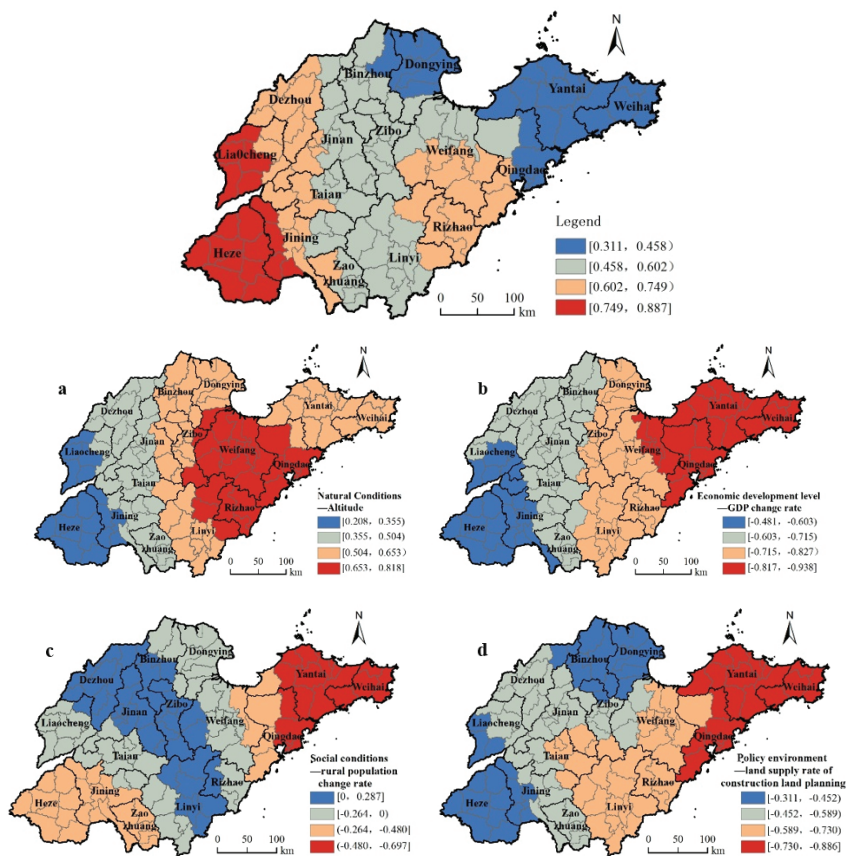 N
Binzhou
Dongying
Dezhou
Yantai
Weihai
Zibo
Jinan
Lia0cheng
Weifang
Qingdao
Taian
Legend
Rizhao
[0.311，0.458）
Jining
[0.458，0.602）
Heze
Zao
zhuang
Linyi
[0.602，0.749）
0 50 100
[0.749，0.887]
km
a
N
Dezhou
Binzhou
Dongying
Yantai
Weihai
Zibo
Liaocheng
Jinan
Weifang
Qingdao
Taian
Natural Conditions
—Altitude
Rizhao
Jining
[0.208，0.355)
Heze
[0.355，0.504)
Zao
zhuang
Linyi
[0.504，0.653)
0 50 100
[0.653，0.818]
km
b
N
Dezhou
Binzhou
Dongying
Yantai
Weihai
Zibo
Liaocheng
Jinan
Weifang
Qingdao
Taian
Economic development level
—GDP change rate
Rizhao
Jining
[-0.481，-0.603)
Heze
[-0.603，-0.715)
Zao
zhuang
Linyi
[-0.715，-0.827）
0 50 100
[-0.817，-0.938]
km
c
N
Binzhou
Dongying
Dezhou
Yantai
Weihai
Zibo
Jinan
Liaocheng
Weifang
Qingdao
Taian
Social conditions
—rural population
change rate
Rizhao
Jining
[0，0.287]
Heze
[-0.264，0)
Zao
zhuang
Linyi
(-0.264，-0.480]
0 50 100
(-0.480，-0.697]
km
d
N
Binzhou
Dongying
Dezhou
Yantai
Weihai
Zibo
Jinan
Liaocheng
Weifang
Qingdao
Taian
Policy environment
—land supply rate of
construction land planning
Rizhao
Jining
[-0.311，-0.452)
Heze
[-0.452，-0.589)
Zao
zhuang
Linyi
[-0.589，-0.730)
0 50 100
[-0.730，-0.886]
km